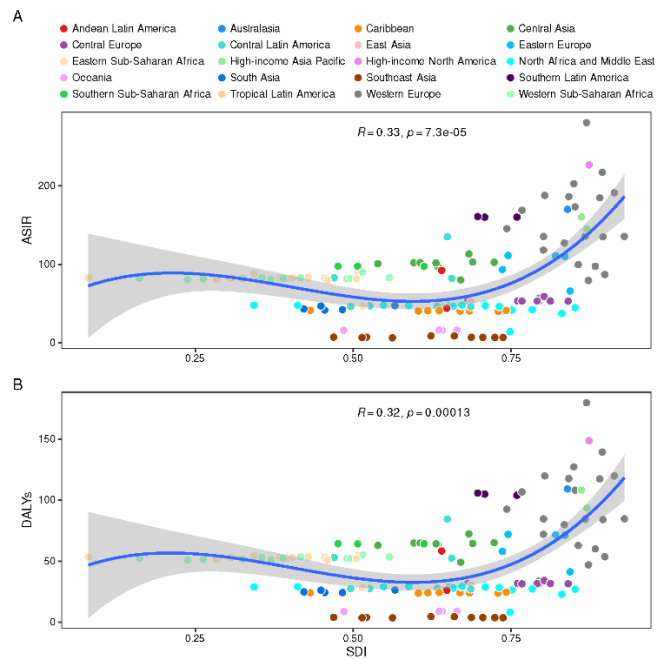 A
Andean Latin America Australasia Caribbean Central Asia
Central Europe Central Latin America East Asia Eastern Europe
Eastern Sub-Saharan Africa High-income Asia Pacific High-income North America North Africa and Middle East
Oceania South Asia Southeast Asia Southern Latin America
Southern Sub-Saharan Africa Tropical Latin America Western Europe Western Sub-Saharan Africa
R = 0.33, p = 7.3e-05
200
100
0
ASIR
0.25 0.50 0.75
B
R = 0.32, p = 0.00013
150
100
50
0
DALYs
0.25 0.50 0.75
SDI